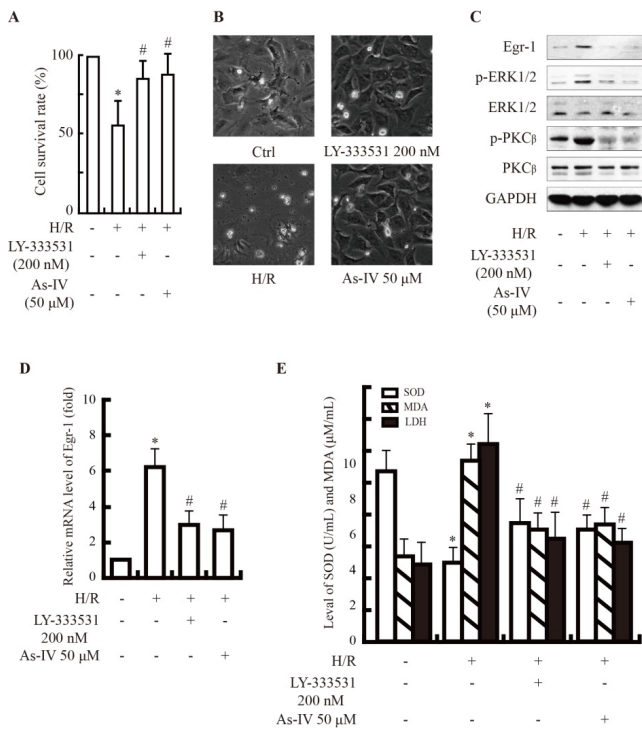 A
Cell survival rate (%)
100
50
0
*
#
#
H/R
- + + +
LY-333531
(200 nM)
- - + -
As-IV
(50 μM)
- - - +
B
Ctrl
LY-333531 200 nM
H/R
As-IV 50 μM
C
Egr-1
p-ERK1/2
ERK1/2
p-PKCβ
PKCβ
GAPDH
H/R
- + + +
LY-333531
(200 nM)
- - + -
As-IV
(50 μM)
- - - +
D
Relative mRNA level of Egr-1 (fold)
10
8
6
4
2
0
*
#
#
H/R
- + + +
LY-333531
200 nM
- - + -
As-IV 50 μM
- - - +
E
Leval of SOD (U/mL) and MDA (μM/mL)
SOD
MDA
LDH
10
8
6
4
2
0
*
*
*
# # #
# # #
H/R
- + + +
LY-333531
200 nM
- - + -
As-IV 50 μM
- - - +